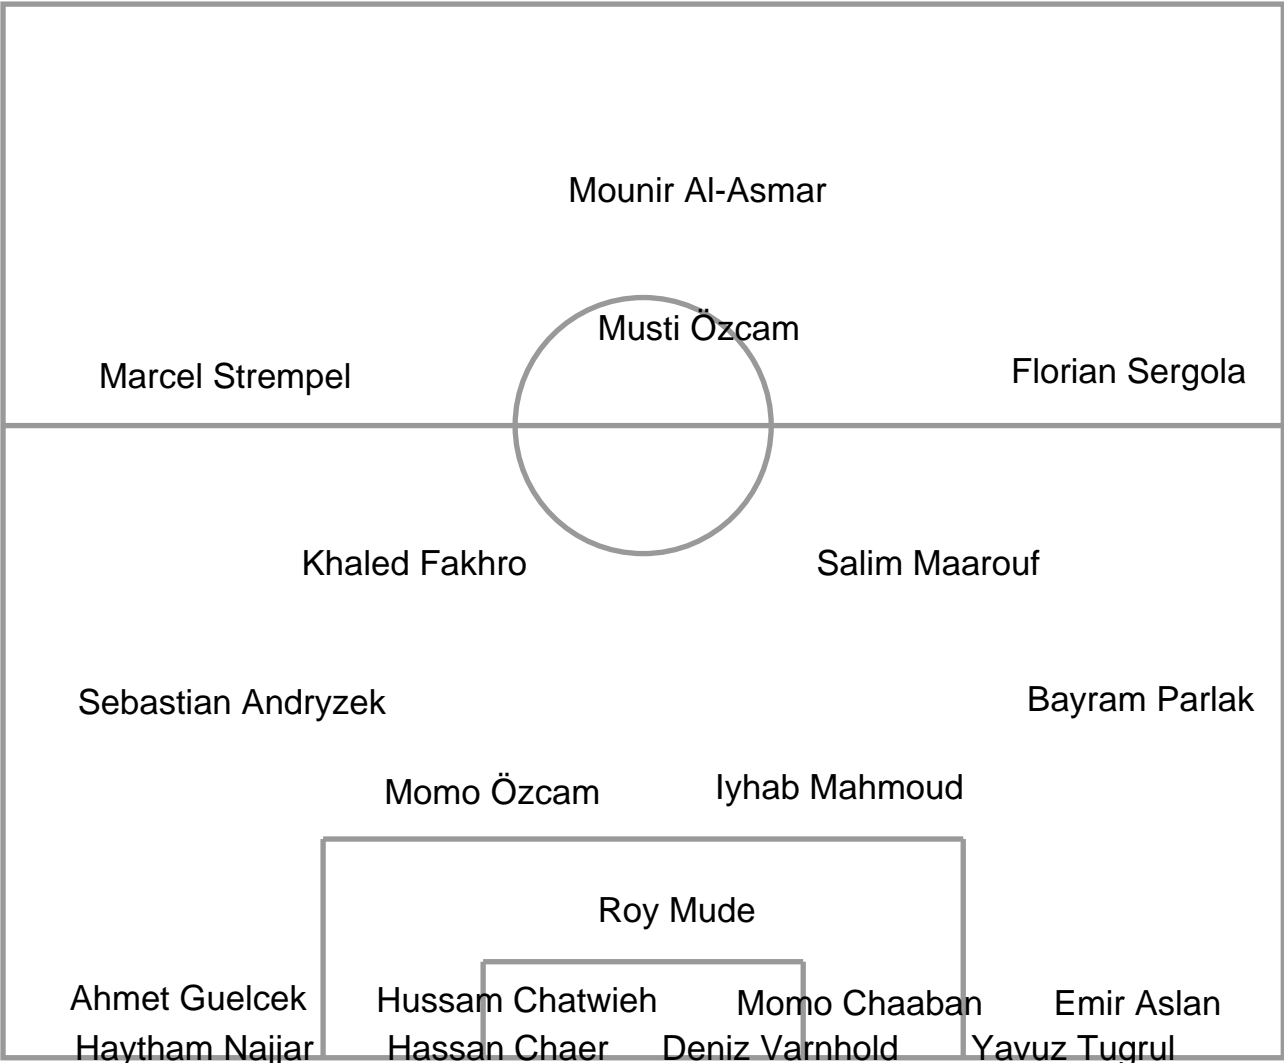 Mounir Al-Asmar
Musti Özcam
Marcel Strempel
Florian Sergola
Khaled Fakhro
Salim Maarouf
Sebastian Andryzek
Bayram Parlak
Momo Özcam
Iyhab Mahmoud
Roy Mude
Ahmet Guelcek
Hussam Chatwieh
Momo Chaaban
Emir Aslan
Haytham Najjar
Hassan Chaer
Deniz Varnhold
Yavuz Tugrul